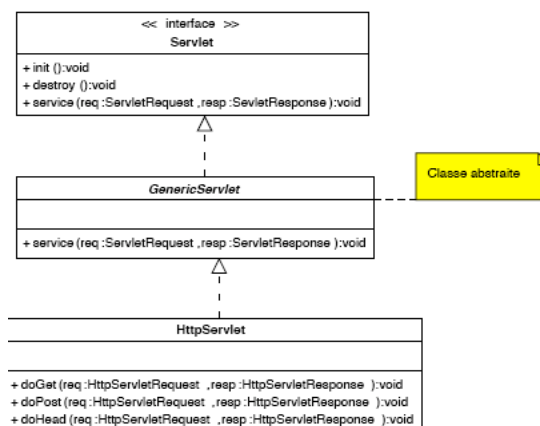 << interface >>
Servlet
+ init ():void
+ destroy ():void
+ service (req :ServletRequest ,resp :SevletResponse ):void
GenericServlet
Classe abstraite
+ service (req :ServletRequest ,resp :ServletResponse ):void
HttpServlet
+ doGet (req :HttpServletRequest ,resp :HttpServletResponse ):void
+ doPost (req :HttpServletRequest ,resp :HttpServletResponse ):void
+ doHead (req :HttpServletRequest ,resp :HttpServletResponse ):void